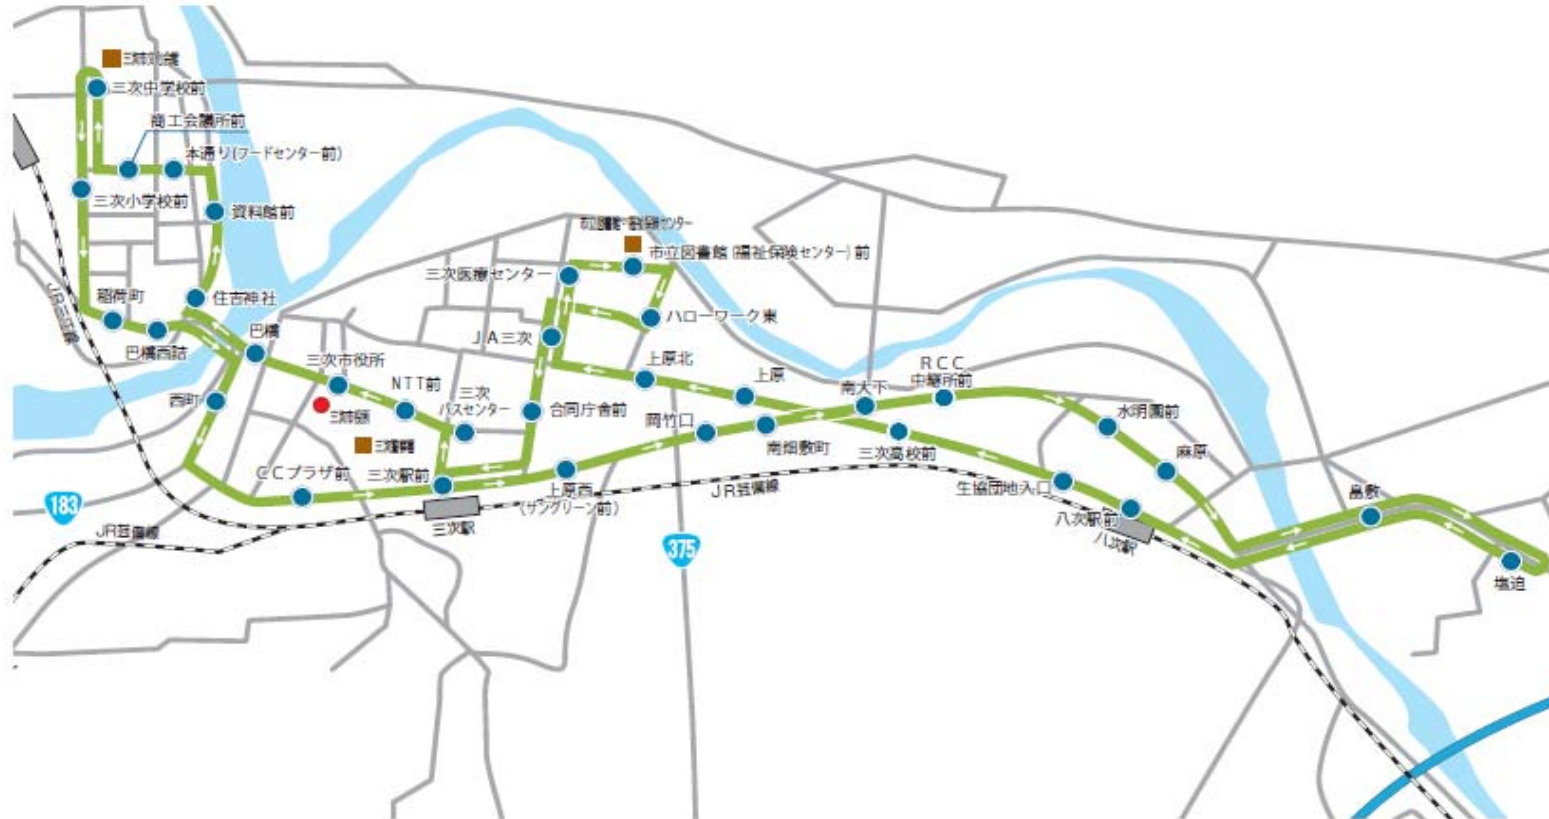 三次中学校前
商工会議所前
本通り(フードセンター前)
三次小学校前
資料館前
市立図書館(福祉保険センター)前
三次医療センター
稲荷町
住吉神社
ハローワーク東
JR三江線
巴橋
JA三次
巴橋西詰
三次市役所
上原北
RCC
中継所前
NTT前
上原
南大下
三次
バスセンター
西町
合同庁舎前
岡竹口
水明園前
南畑敷町
三次高校前
麻原
CCプラザ前
三次駅前
上原西
(サングリーン前)
JR芸備線
生協団地入口
畠敷
183
八次駅前
三次駅
JR芸備線
八次駅
375
塩迫